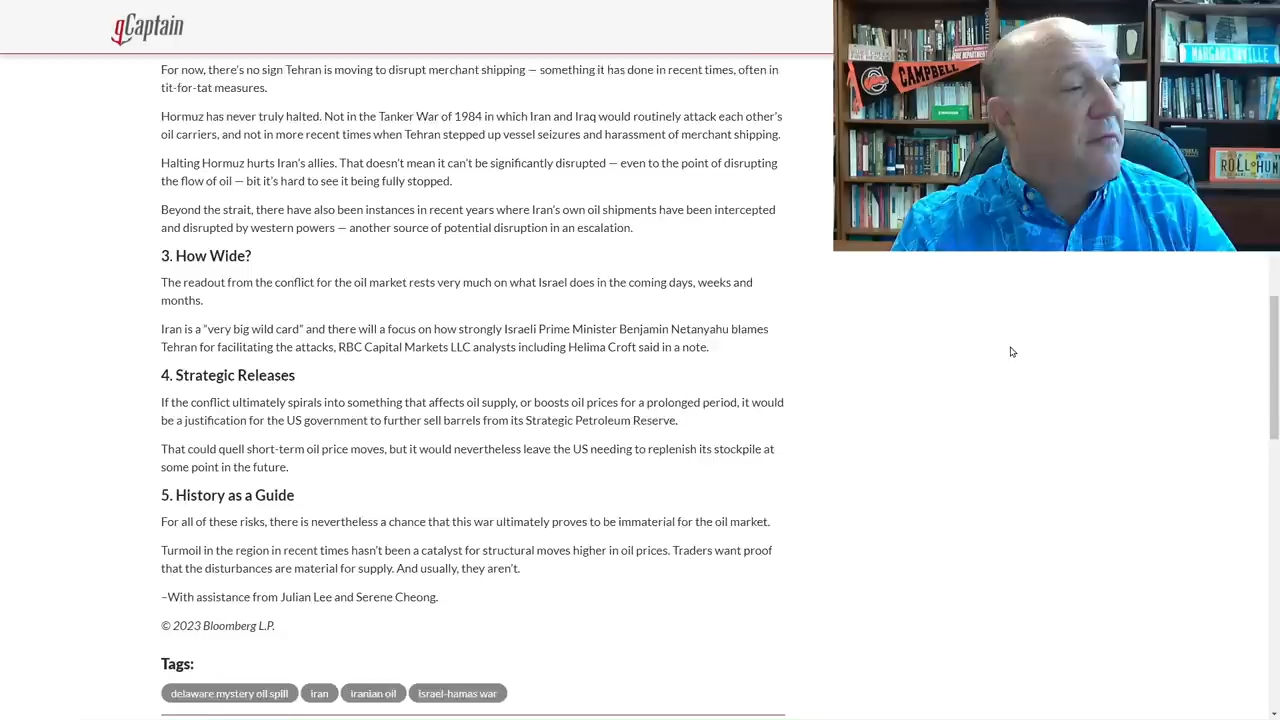 gCaptain
For now, there's no sign Tehran is moving to disrupt merchant shipping — something it has done in recent times, often in
tit-for-tat measures.
Hormuz has never truly halted. Not in the Tanker War of 1984 in which Iran and Iraq would routinely attack each other's
oil carriers, and not in more recent times when Tehran stepped up vessel seizures and harassment of merchant shipping.
Halting Hormuz hurts Iran's allies. That doesn't mean it can't be significantly disrupted — even to the point of disrupting
the flow of oil — bit it's hard to see it being fully stopped.
Beyond the strait, there have also been instances in recent years where Iran's own oil shipments have been intercepted
and disrupted by western powers — another source of potential disruption in an escalation.
3. How Wide?
The readout from the conflict for the oil market rests very much on what Israel does in the coming days, weeks and
months.
Iran is a "very big wild card" and there will a focus on how strongly Israeli Prime Minister Benjamin Netanyahu blames
Tehran for facilitating the attacks, RBC Capital Markets LLC analysts including Helima Croft said in a note.
4. Strategic Releases
If the conflict ultimately spirals into something that affects oil supply, or boosts oil prices for a prolonged period, it would
be a justification for the US government to further sell barrels from its Strategic Petroleum Reserve.
That could quell short-term oil price moves, but it would nevertheless leave the US needing to replenish its stockpile at
some point in the future.
5. History as a Guide
For all of these risks, there is nevertheless a chance that this war ultimately proves to be immaterial for the oil market.
Turmoil in the region in recent times hasn't been a catalyst for structural moves higher in oil prices. Traders want proof
that the disturbances are material for supply. And usually, they aren't.
–With assistance from Julian Lee and Serene Cheong.
© 2023 Bloomberg L.P.
Tags:
delaware mystery oil spill
iran
iranian oil
israel-hamas war
CAMPBELL
MARGARITAVILLE